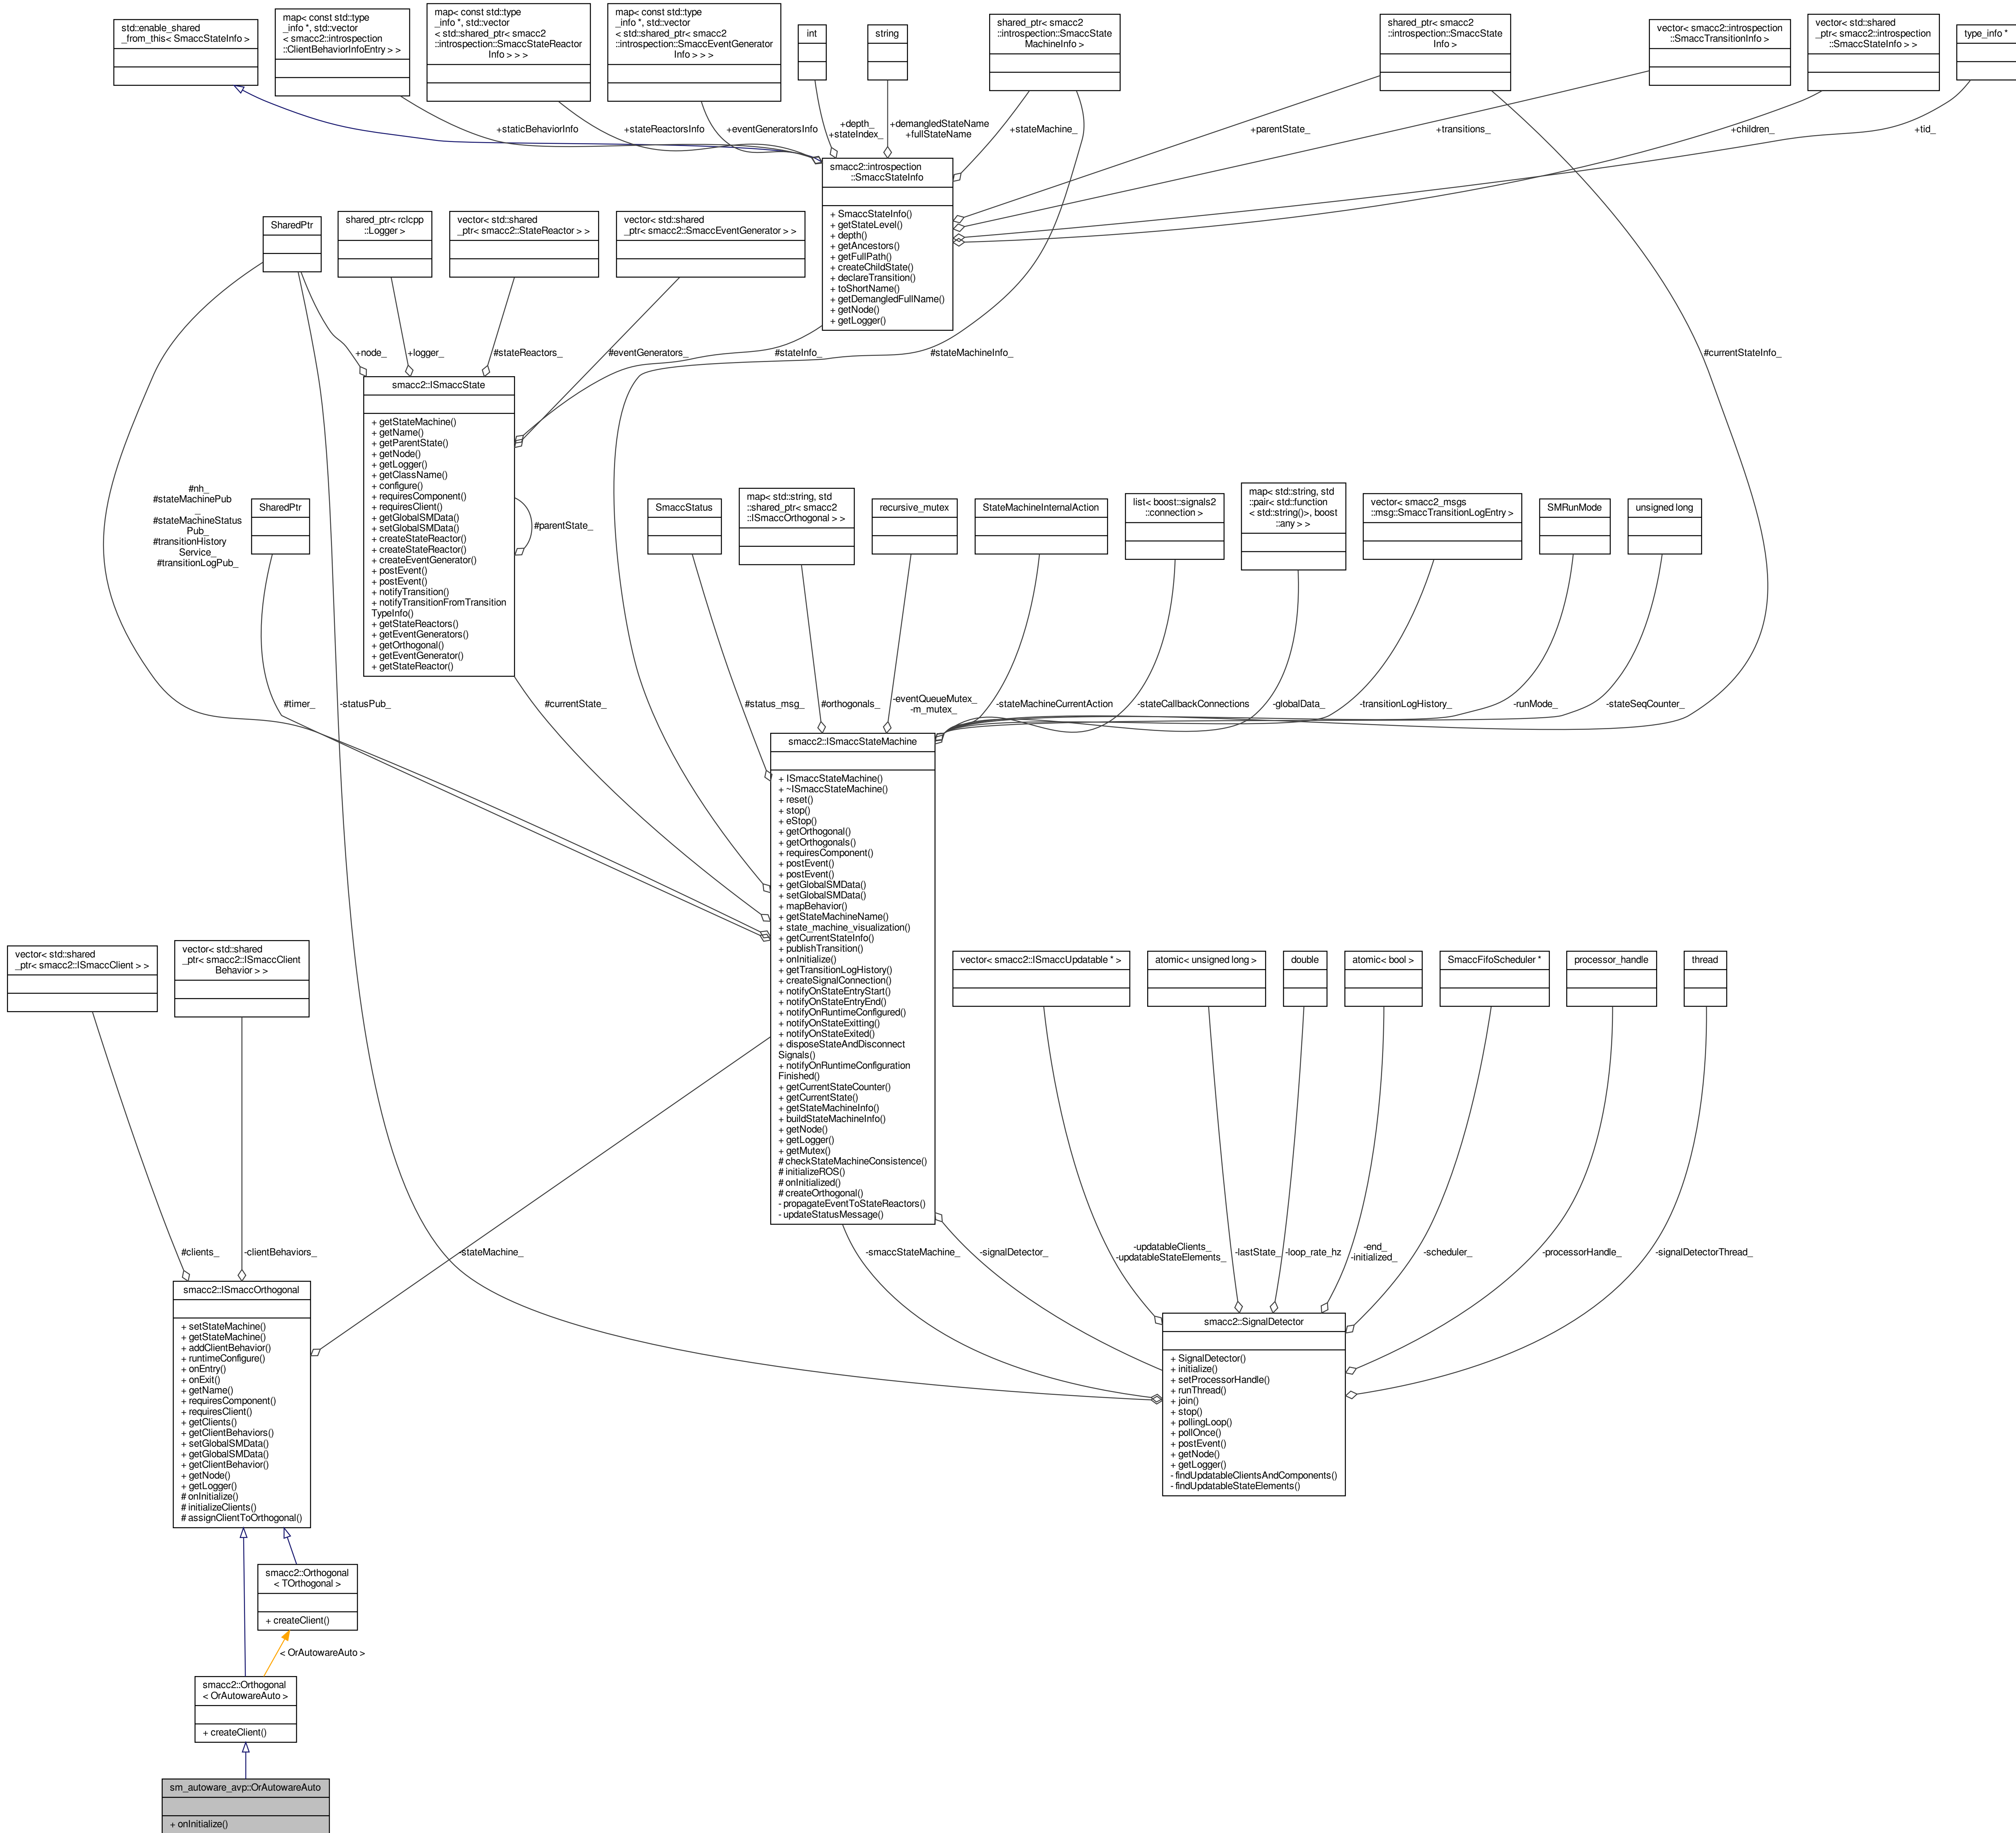 std::enable_shared
_from_this< SmaccStateInfo >
map< const std::type
_info *, std::vector
< smacc2::introspection
::ClientBehaviorInfoEntry > >
map< const std::type
_info *, std::vector
< std::shared_ptr< smacc2
::introspection::SmaccStateReactor
Info > > >
map< const std::type
_info *, std::vector
< std::shared_ptr< smacc2
::introspection::SmaccEventGenerator
Info > > >
int
string
shared_ptr< smacc2
::introspection::SmaccState
MachineInfo >
shared_ptr< smacc2
::introspection::SmaccState
Info >
vector< smacc2::introspection
::SmaccTransitionInfo >
vector< std::shared
_ptr< smacc2::introspection
::SmaccStateInfo > >
type_info *
+staticBehaviorInfo
+stateReactorsInfo
+eventGeneratorsInfo
+depth_
+stateIndex_
+demangledStateName
+fullStateName
+stateMachine_
+parentState_
+transitions_
+children_
+tid_
smacc2::introspection
::SmaccStateInfo
+ SmaccStateInfo()
+ getStateLevel()
+ depth()
+ getAncestors()
+ getFullPath()
+ createChildState()
+ declareTransition()
+ toShortName()
+ getDemangledFullName()
+ getNode()
+ getLogger()
SharedPtr
shared_ptr< rclcpp
::Logger >
vector< std::shared
_ptr< smacc2::StateReactor > >
vector< std::shared
_ptr< smacc2::SmaccEventGenerator > >
+node_
+logger_
#stateReactors_
#eventGenerators_
#stateInfo_
#stateMachineInfo_
#currentStateInfo_
smacc2::ISmaccState
+ getStateMachine()
+ getName()
+ getParentState()
+ getNode()
+ getLogger()
+ getClassName()
+ configure()
+ requiresComponent()
+ requiresClient()
+ getGlobalSMData()
+ setGlobalSMData()
+ createStateReactor()
+ createStateReactor()
+ createEventGenerator()
+ postEvent()
+ postEvent()
+ notifyTransition()
+ notifyTransitionFromTransition
TypeInfo()
+ getStateReactors()
+ getEventGenerators()
+ getOrthogonal()
+ getEventGenerator()
+ getStateReactor()
#parentState_
#nh_
#stateMachinePub
_
#stateMachineStatus
Pub_
#transitionHistory
Service_
#transitionLogPub_
SharedPtr
SmaccStatus
map< std::string, std
::shared_ptr< smacc2
::ISmaccOrthogonal > >
recursive_mutex
StateMachineInternalAction
list< boost::signals2
::connection >
map< std::string, std
::pair< std::function
< std::string()>, boost
::any > >
vector< smacc2_msgs
::msg::SmaccTransitionLogEntry >
SMRunMode
unsigned long
#timer_
-statusPub_
#currentState_
#status_msg_
#orthogonals_
-eventQueueMutex_
-m_mutex_
-stateMachineCurrentAction
-stateCallbackConnections
-globalData_
-transitionLogHistory_
-runMode_
-stateSeqCounter_
smacc2::ISmaccStateMachine
+ ISmaccStateMachine()
+ ~ISmaccStateMachine()
+ reset()
+ stop()
+ eStop()
+ getOrthogonal()
+ getOrthogonals()
+ requiresComponent()
+ postEvent()
+ postEvent()
+ getGlobalSMData()
+ setGlobalSMData()
+ mapBehavior()
+ getStateMachineName()
+ state_machine_visualization()
+ getCurrentStateInfo()
+ publishTransition()
+ onInitialize()
+ getTransitionLogHistory()
+ createSignalConnection()
+ notifyOnStateEntryStart()
+ notifyOnStateEntryEnd()
+ notifyOnRuntimeConfigured()
+ notifyOnStateExitting()
+ notifyOnStateExited()
+ disposeStateAndDisconnect
Signals()
+ notifyOnRuntimeConfiguration
Finished()
+ getCurrentStateCounter()
+ getCurrentState()
+ getStateMachineInfo()
+ buildStateMachineInfo()
+ getNode()
+ getLogger()
+ getMutex()
# checkStateMachineConsistence()
# initializeROS()
# onInitialized()
# createOrthogonal()
- propagateEventToStateReactors()
- updateStatusMessage()
vector< std::shared
_ptr< smacc2::ISmaccClient > >
vector< std::shared
_ptr< smacc2::ISmaccClient
Behavior > >
vector< smacc2::ISmaccUpdatable * >
atomic< unsigned long >
double
atomic< bool >
SmaccFifoScheduler *
processor_handle
thread
#clients_
-clientBehaviors_
-stateMachine_
-smaccStateMachine_
-signalDetector_
-updatableClients_
-updatableStateElements_
-lastState_
-loop_rate_hz
-end_
-initialized_
-scheduler_
-processorHandle_
-signalDetectorThread_
smacc2::ISmaccOrthogonal
+ setStateMachine()
+ getStateMachine()
+ addClientBehavior()
+ runtimeConfigure()
+ onEntry()
+ onExit()
+ getName()
+ requiresComponent()
+ requiresClient()
+ getClients()
+ getClientBehaviors()
+ setGlobalSMData()
+ getGlobalSMData()
+ getClientBehavior()
+ getNode()
+ getLogger()
# onInitialize()
# initializeClients()
# assignClientToOrthogonal()
smacc2::SignalDetector
+ SignalDetector()
+ initialize()
+ setProcessorHandle()
+ runThread()
+ join()
+ stop()
+ pollingLoop()
+ pollOnce()
+ postEvent()
+ getNode()
+ getLogger()
- findUpdatableClientsAndComponents()
- findUpdatableStateElements()
smacc2::Orthogonal
< TOrthogonal >
+ createClient()
< OrAutowareAuto >
smacc2::Orthogonal
< OrAutowareAuto >
+ createClient()
sm_autoware_avp::OrAutowareAuto
+ onInitialize()